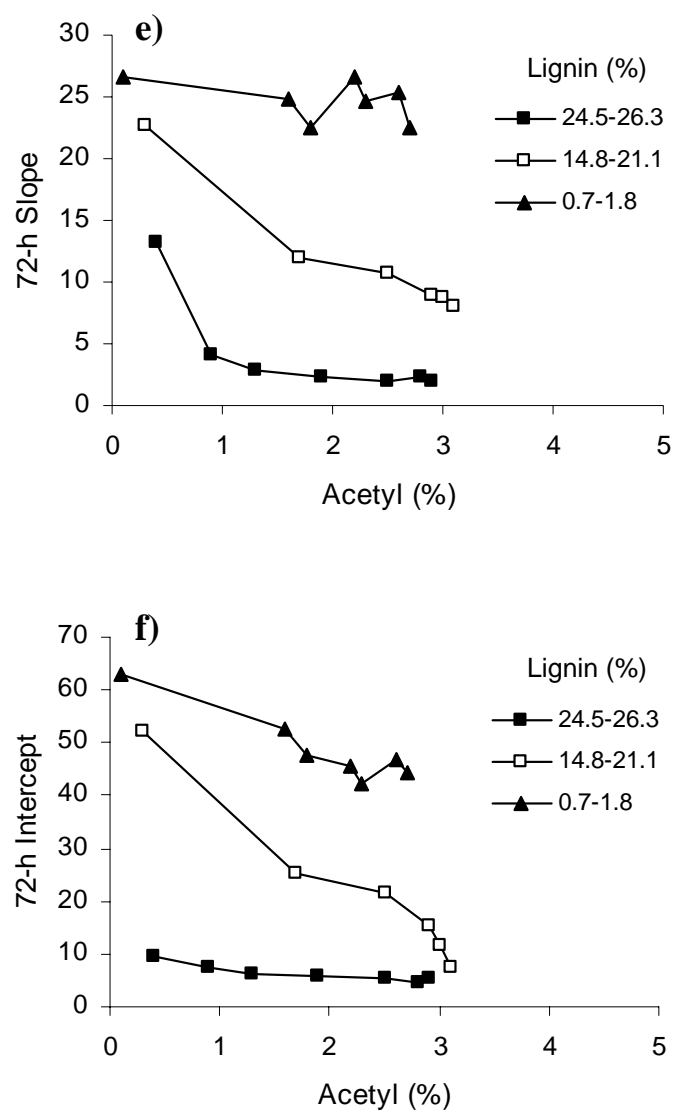 e)
30
25
20
15
10
5
0
72-h Slope
0 1 2 3 4 5
Acetyl (%)
Lignin (%)
24.5-26.3
14.8-21.1
0.7-1.8
f)
70
60
50
40
30
20
10
0
72-h Intercept
0 1 2 3 4 5
Acetyl (%)
Lignin (%)
24.5-26.3
14.8-21.1
0.7-1.8